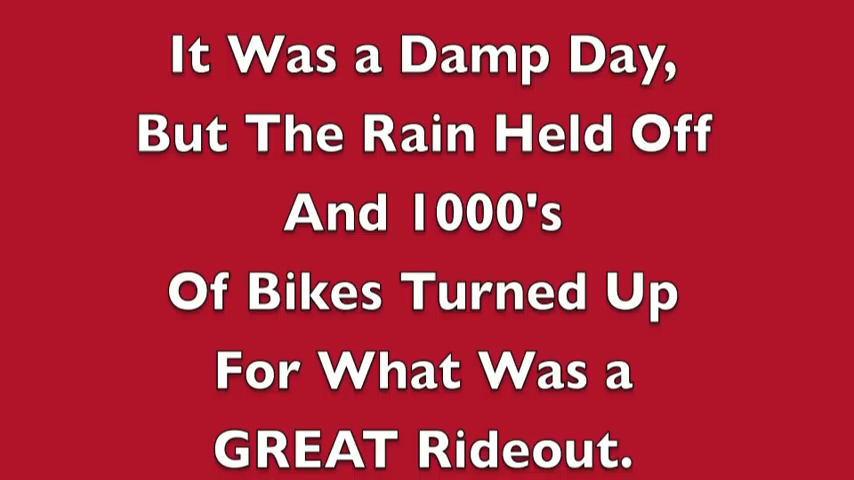 It Was a Damp Day,
But The Rain Held Off
And 1000's
Of Bikes Turned Up
For What Was a
GREAT Rideout.